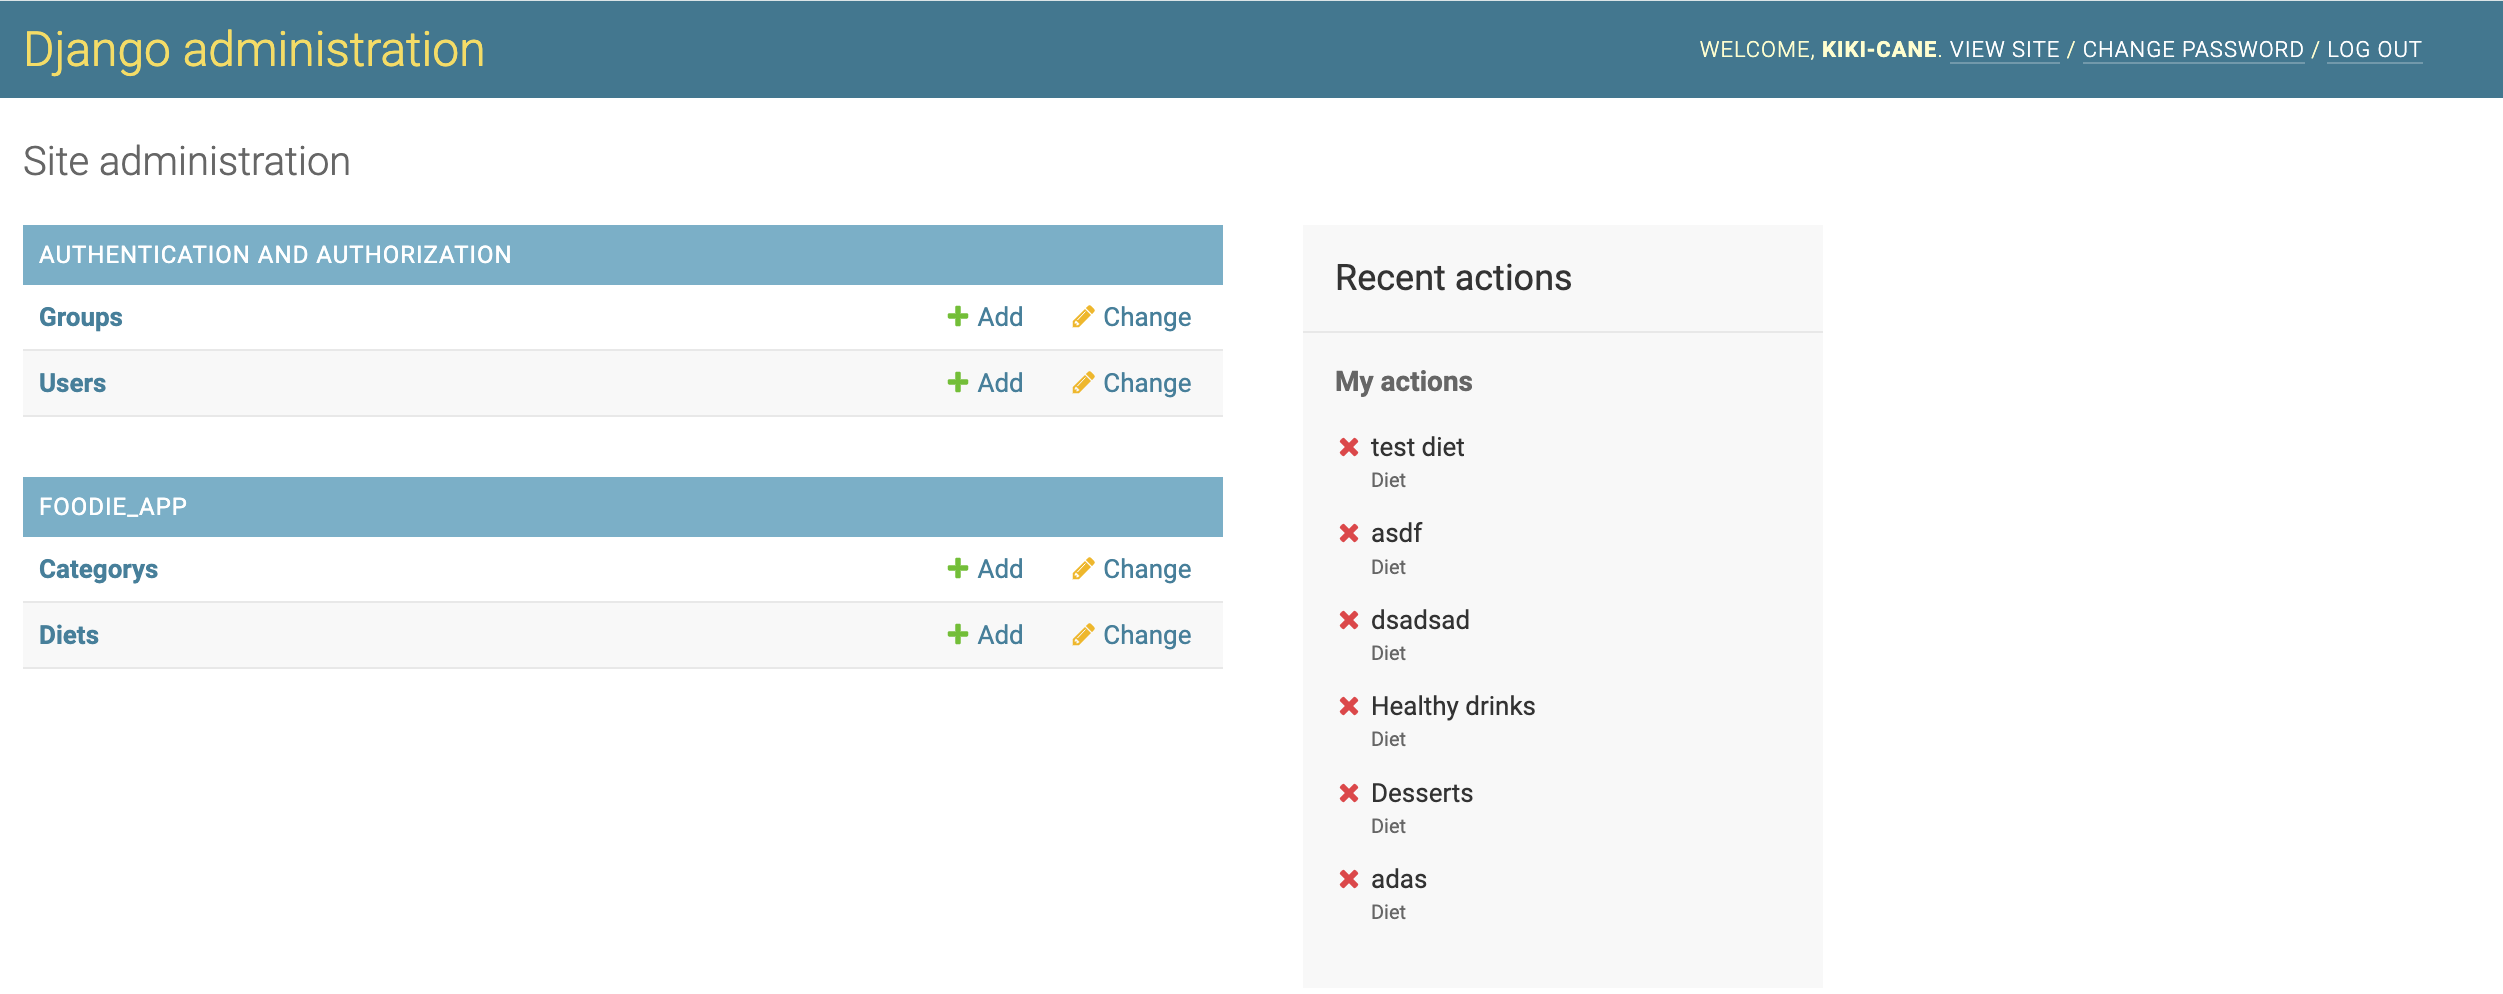 Django administration
WELCOME, KIKI-CANE. VIEW SITE / CHANGE PASSWORD / LOG OUT
Site administration
AUTHENTICATION AND AUTHORIZATION
Groups Add Change
Users Add Change
FOODIE_APP
Categorys Add Change
Diets Add Change
Recent actions
My actions
test diet
Diet
asdf
Diet
dsadsad
Diet
Healthy drinks
Diet
Desserts
Diet
adas
Diet